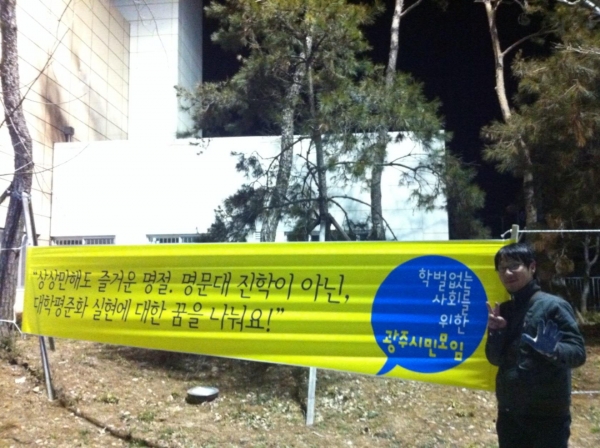 "상상만해도 즐거운 명절. 명문대 진학이 아닌,
대학평준화 실현에 대한 꿈을 나눠요!"
학벌없는
사회를
위한
광주시민모임